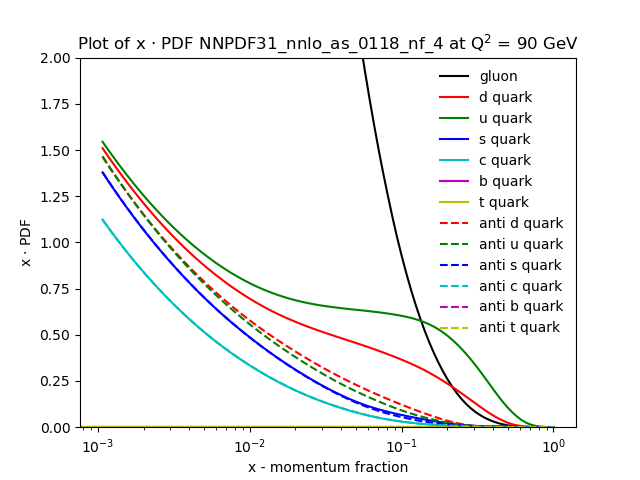 Plot of x · PDF NNPDF31_nnlo_as_0118_nf_4 at Q² = 90 GeV
2.00
1.75
1.50
1.25
1.00
0.75
0.50
0.25
0.00
x · PDF
gluon
d quark
u quark
s quark
c quark
b quark
t quark
anti d quark
anti u quark
anti s quark
anti c quark
anti b quark
anti t quark
10⁻³ 10⁻² 10⁻¹ 10⁰
x - momentum fraction